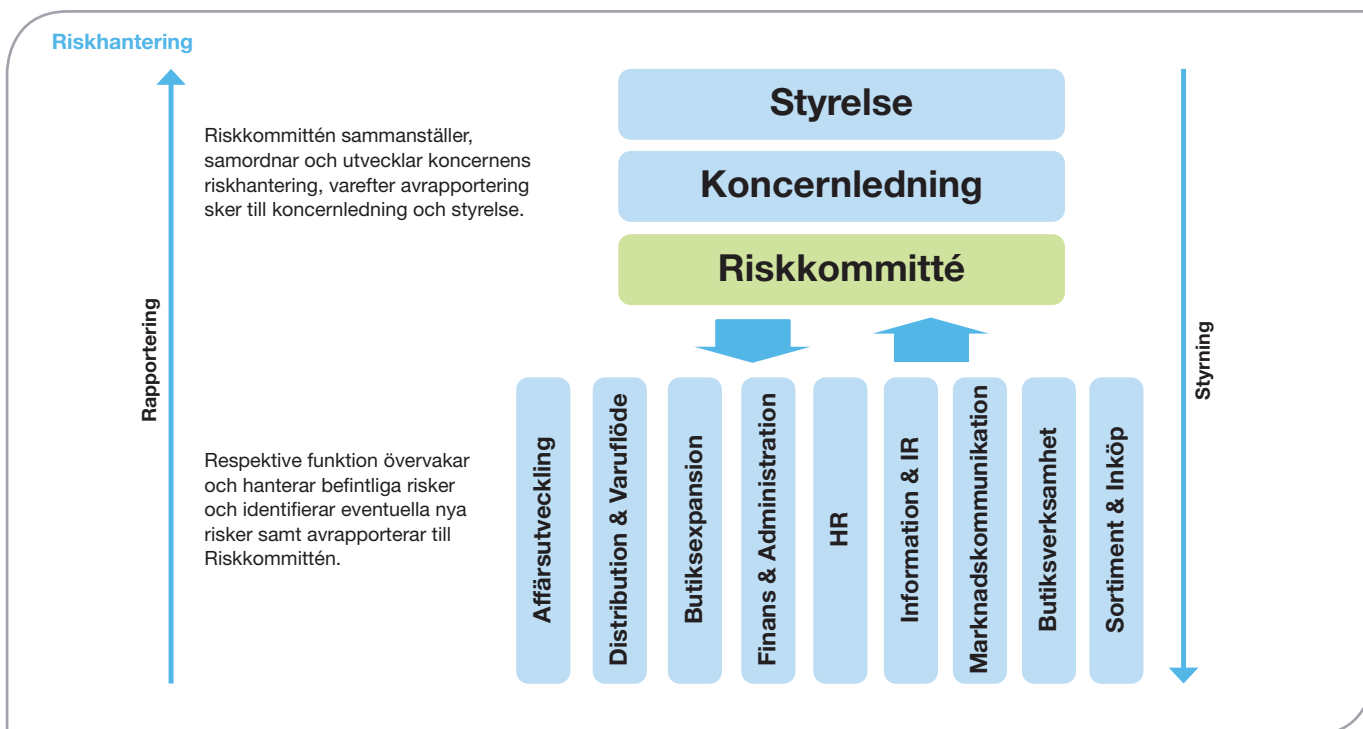 Riskhantering
Riskkommittén sammanställer,
samordnar och utvecklar koncernens
riskhantering, varefter avrapportering
sker till koncernledning och styrelse.
Styrelse
Koncernledning
Riskkommitté
Rapportering
Styrning
Respektive funktion övervakar
och hanterar befintliga risker
och identifierar eventuella nya
risker samt avrapporterar till
Riskkommittén.
Affärsutveckling
Distribution & Varuflöde
Butiksexpansion
Finans & Administration
HR
Information & IR
Marknadskommunikation
Butiksverksamhet
Sortiment & Inköp